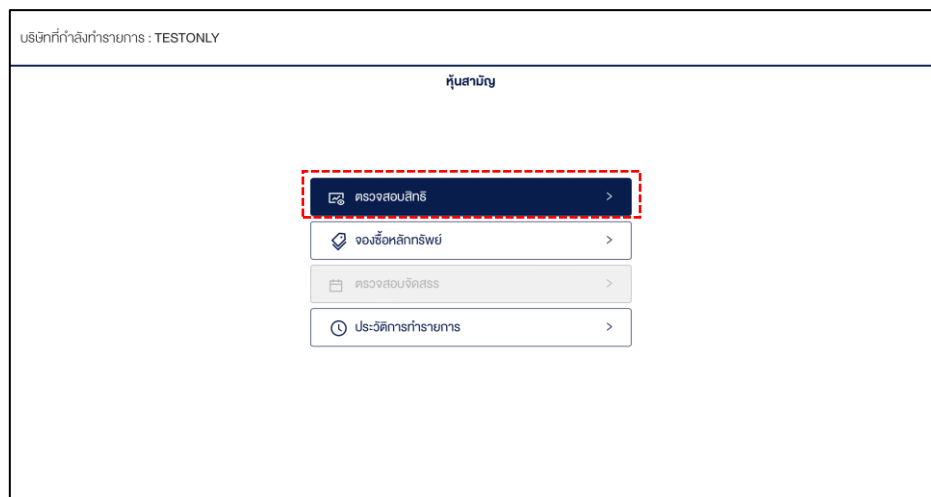 บริษัทที่กำลังทำรายการ : TESTONLY
หุ้นสามัญ
ตรวจสอบสิทธิ
จองซื้อหลักทรัพย์
ตรวจสอบจัดสรร
ประวัติการทำรายการ